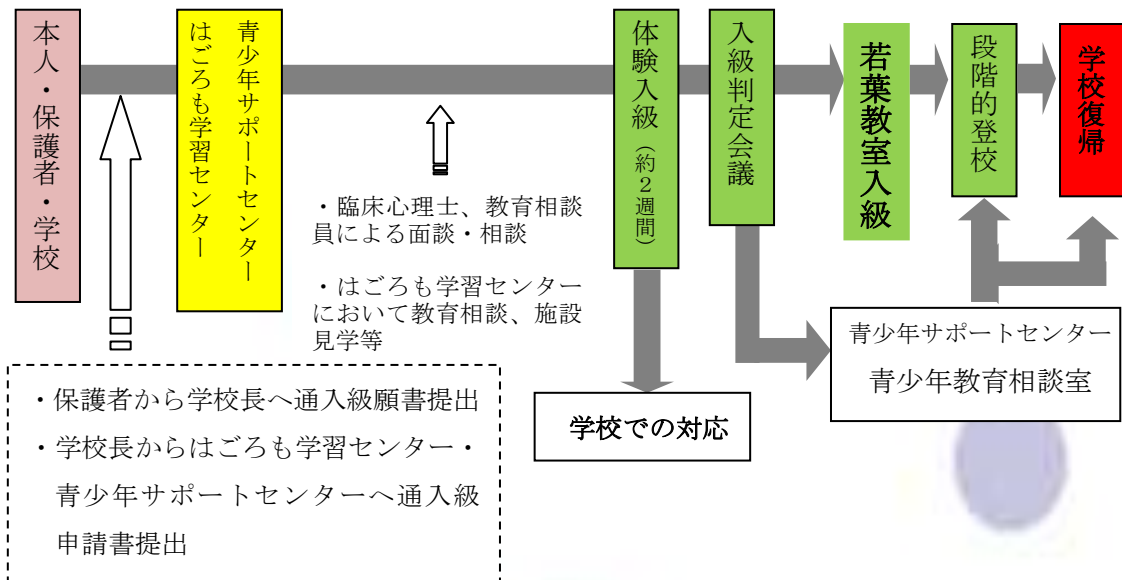 本人・保護者・学校
青少年サポートセンター
はごろも学習センター
体験入級（約２週間）
入級判定会議
若葉教室入級
段階的登校
学校復帰
・臨床心理士、教育相談
員による面談・相談
・はごろも学習センター
において教育相談、施設
見学等
・保護者から学校長へ通入級願書提出
・学校長からはごろも学習センター・
青少年サポートセンターへ通入級
申請書提出
学校での対応
青少年サポートセンター
青少年教育相談室